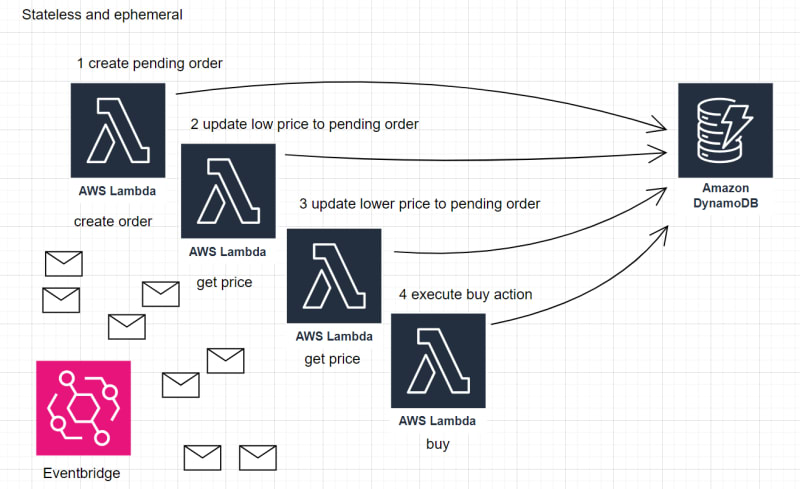 Stateless and ephemeral
1 create pending order
2 update low price to pending order
AWS Lambda
create order
Amazon
DynamoDB
3 update lower price to pending order
AWS Lambda
get price
4 execute buy action
AWS Lambda
get price
AWS Lambda
buy
Eventbridge